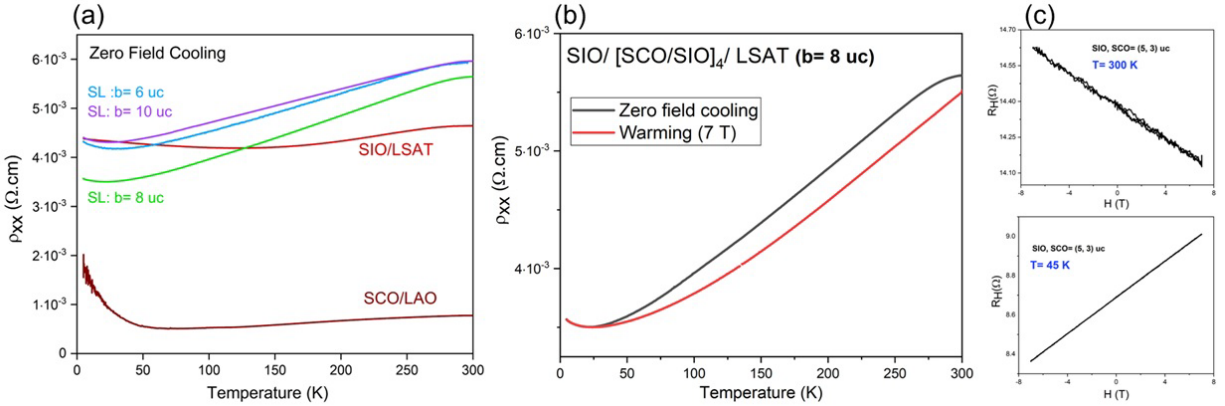 (a)
Zero Field Cooling
SL :b= 6 uc
SL: b= 10 uc
SIO/LSAT
SL: b= 8 uc
SCO/LAO
6·10⁻³
5·10⁻³
4·10⁻³
3·10⁻³
2·10⁻³
1·10⁻³
0
ρxx (Ω.cm)
0 50 100 150 200 250 300
Temperature (K)
(b)
SIO/ [SCO/SIO]₄/ LSAT (b= 8 uc)
Zero field cooling
Warming (7 T)
6·10⁻³
5·10⁻³
4·10⁻³
ρxx (Ω.cm)
0 50 100 150 200 250 300
Temperature (K)
(c)
SIO, SCO= (5, 3) uc
T= 300 K
14.70
14.55
14.40
14.25
14.10
RH(Ω)
-8 -4 0 4 8
H (T)
SIO, SCO= (5, 3) uc
T= 45 K
9.0
8.8
8.6
8.4
RH(Ω)
-8 -4 0 4 8
H (T)